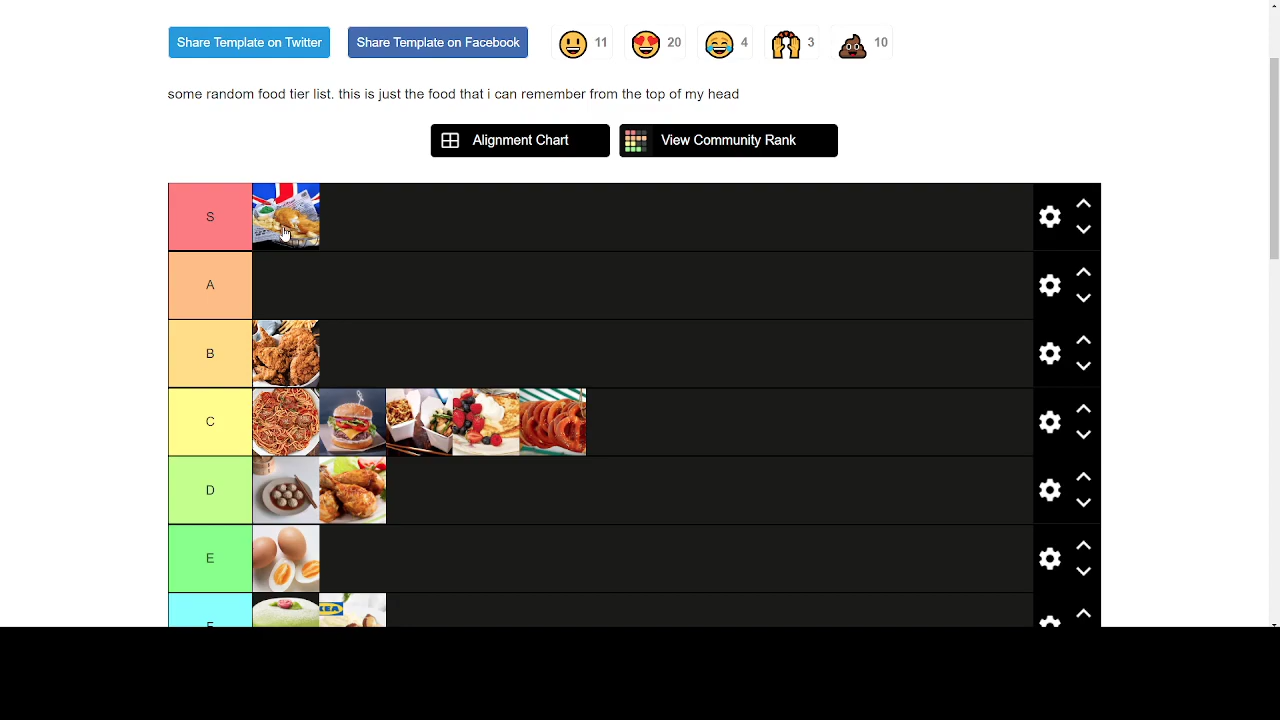 Share Template on Twitter
Share Template on Facebook
11
20
4
3
10
some random food tier list. this is just the food that i can remember from the top of my head
Alignment Chart
View Community Rank
S
A
B
C
D
E